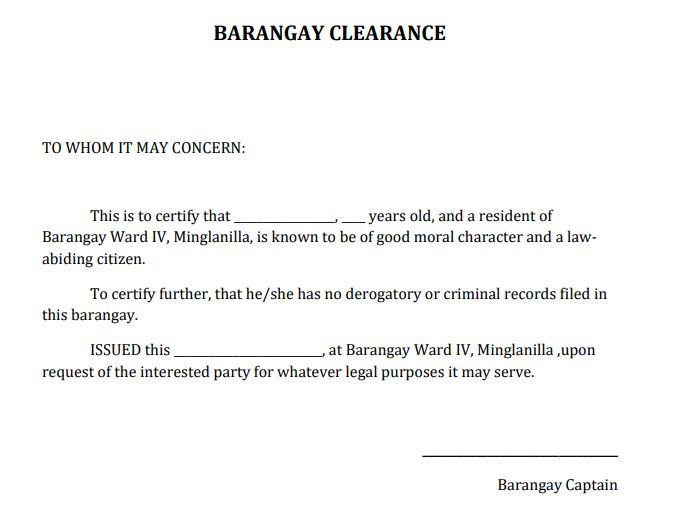 BARANGAY CLEARANCE
TO WHOM IT MAY CONCERN:
This is to certify that _________________, ____ years old, and a resident of
Barangay Ward IV, Minglanilla, is known to be of good moral character and a law-
abiding citizen.
To certify further, that he/she has no derogatory or criminal records filed in
this barangay.
ISSUED this _________________________, at Barangay Ward IV, Minglanilla ,upon
request of the interested party for whatever legal purposes it may serve.
_________________________________
Barangay Captain